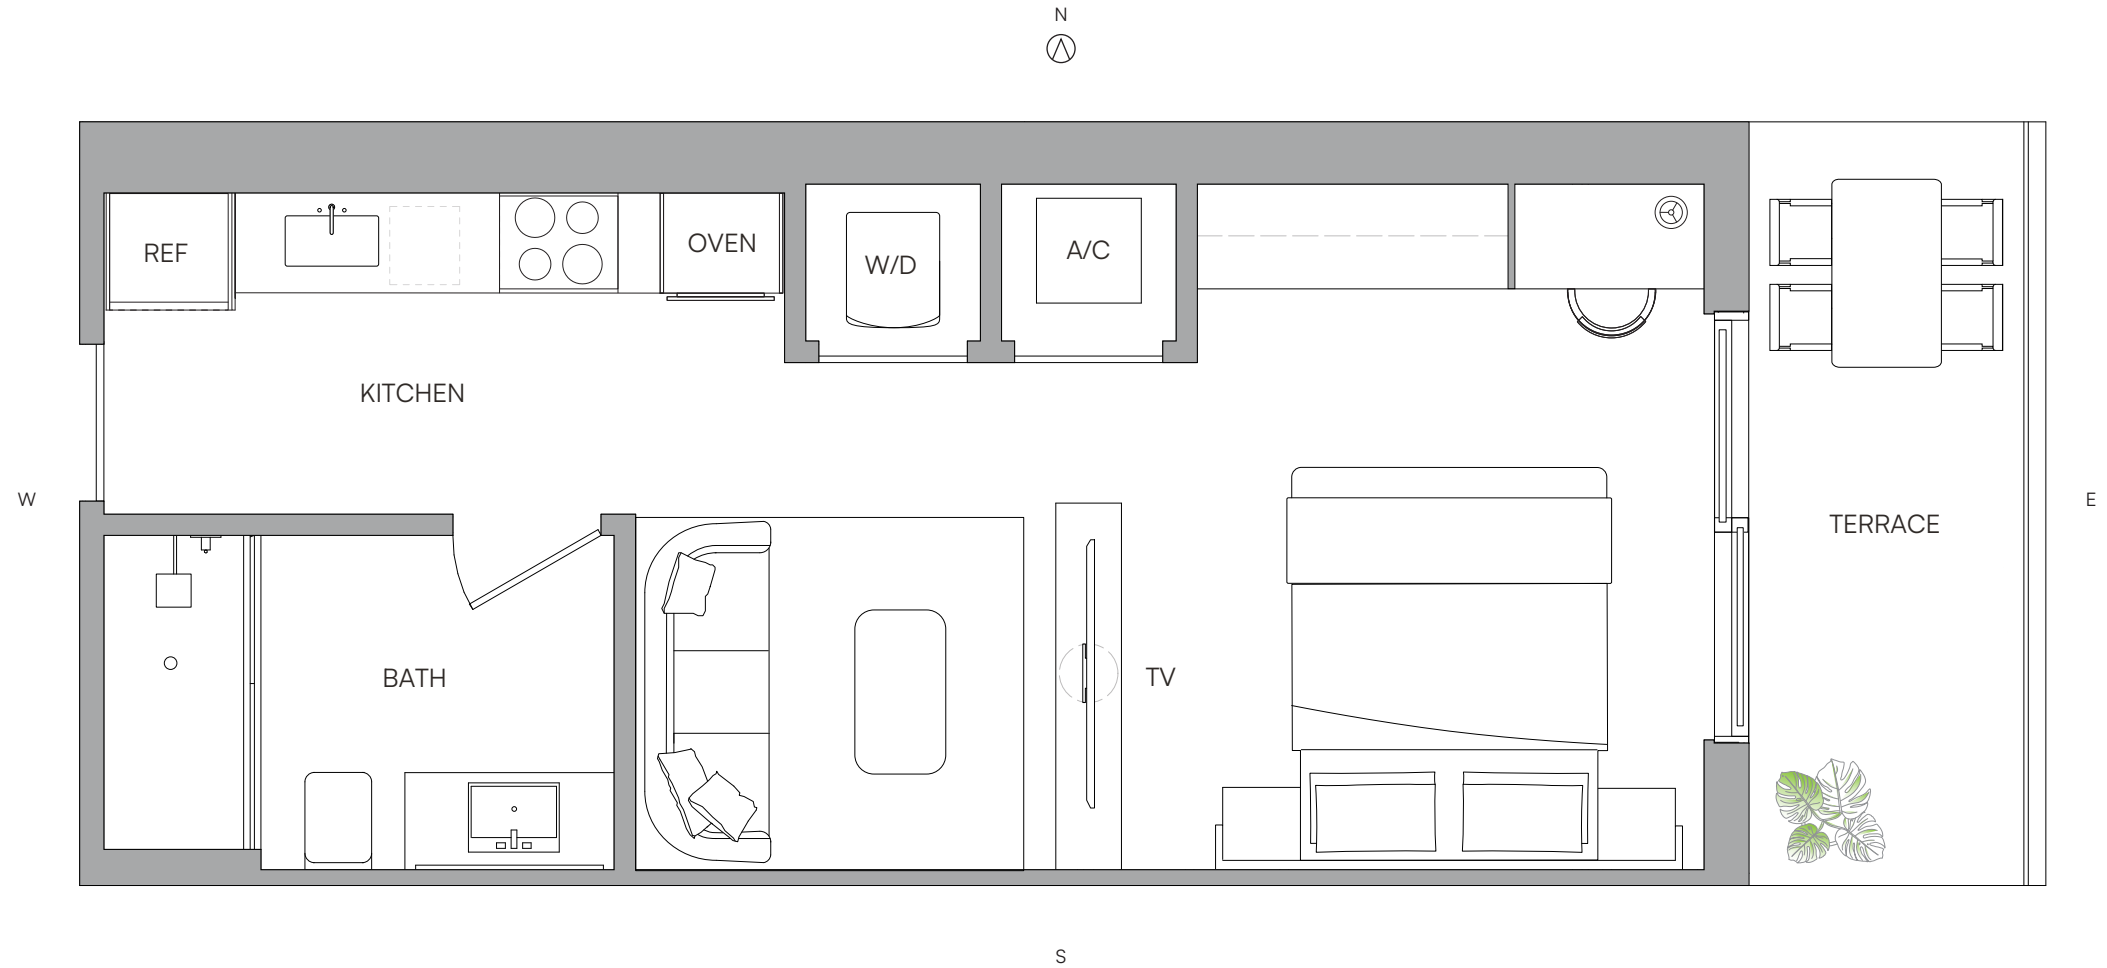 N
REF
OVEN
W/D
A/C
KITCHEN
W
TERRACE
E
BATH
TV
S